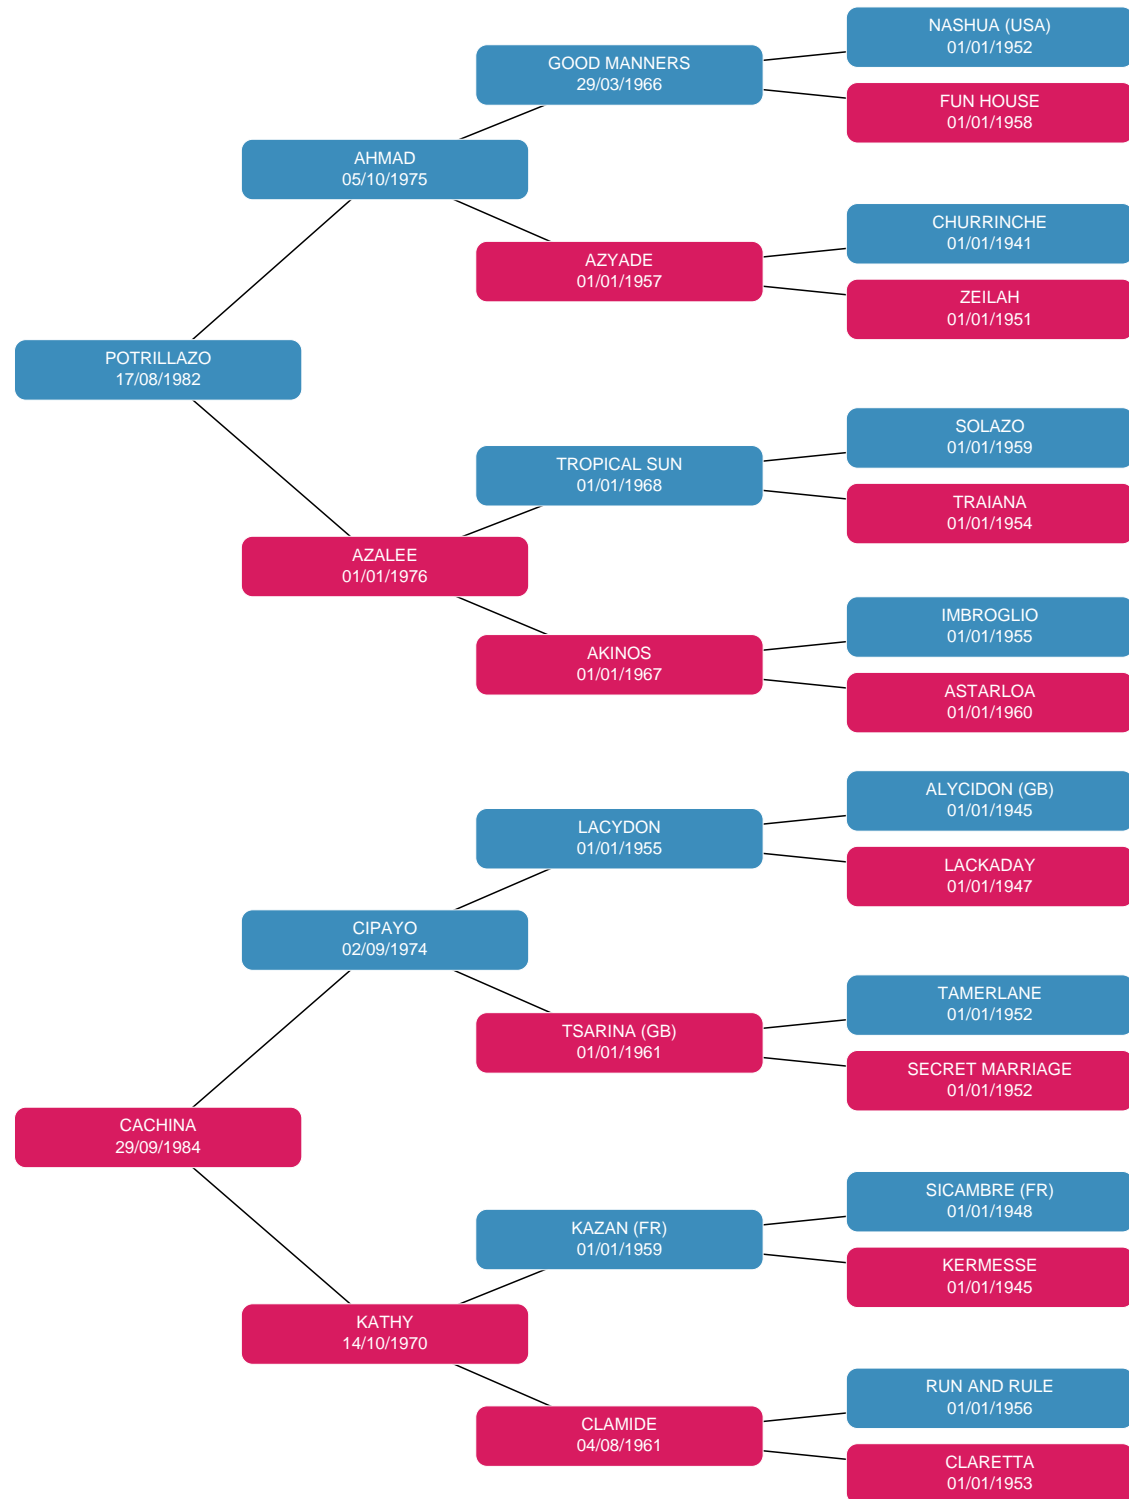 NASHUA (USA)
01/01/1952
GOOD MANNERS
29/03/1966
FUN HOUSE
01/01/1958
AHMAD
05/10/1975
CHURRINCHE
01/01/1941
AZYADE
01/01/1957
ZEILAH
01/01/1951
POTRILLAZO
17/08/1982
SOLAZO
01/01/1959
TROPICAL SUN
01/01/1968
TRAIANA
01/01/1954
AZALEE
01/01/1976
IMBROGLIO
01/01/1955
AKINOS
01/01/1967
ASTARLOA
01/01/1960
ALYCIDON (GB)
01/01/1945
LACYDON
01/01/1955
LACKADAY
01/01/1947
CIPAYO
02/09/1974
TAMERLANE
01/01/1952
TSARINA (GB)
01/01/1961
SECRET MARRIAGE
01/01/1952
CACHINA
29/09/1984
SICAMBRE (FR)
01/01/1948
KAZAN (FR)
01/01/1959
KERMESSE
01/01/1945
KATHY
14/10/1970
RUN AND RULE
01/01/1956
CLAMIDE
04/08/1961
CLARETTA
01/01/1953